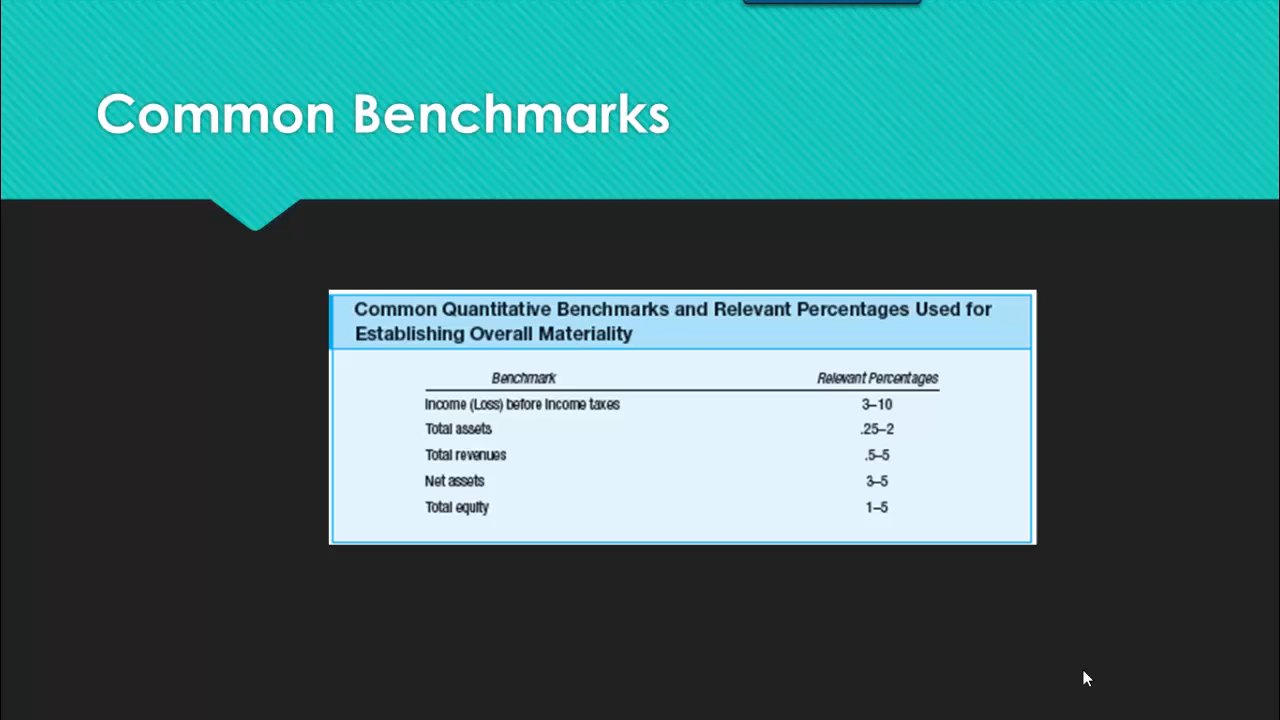 Common Benchmarks
Common Quantitative Benchmarks and Relevant Percentages Used for
Establishing Overall Materiality
Benchmark Relevant Percentages
Income (Loss) before income taxes 3–10
Total assets .25–2
Total revenues .5–5
Net assets 3–5
Total equity 1–5